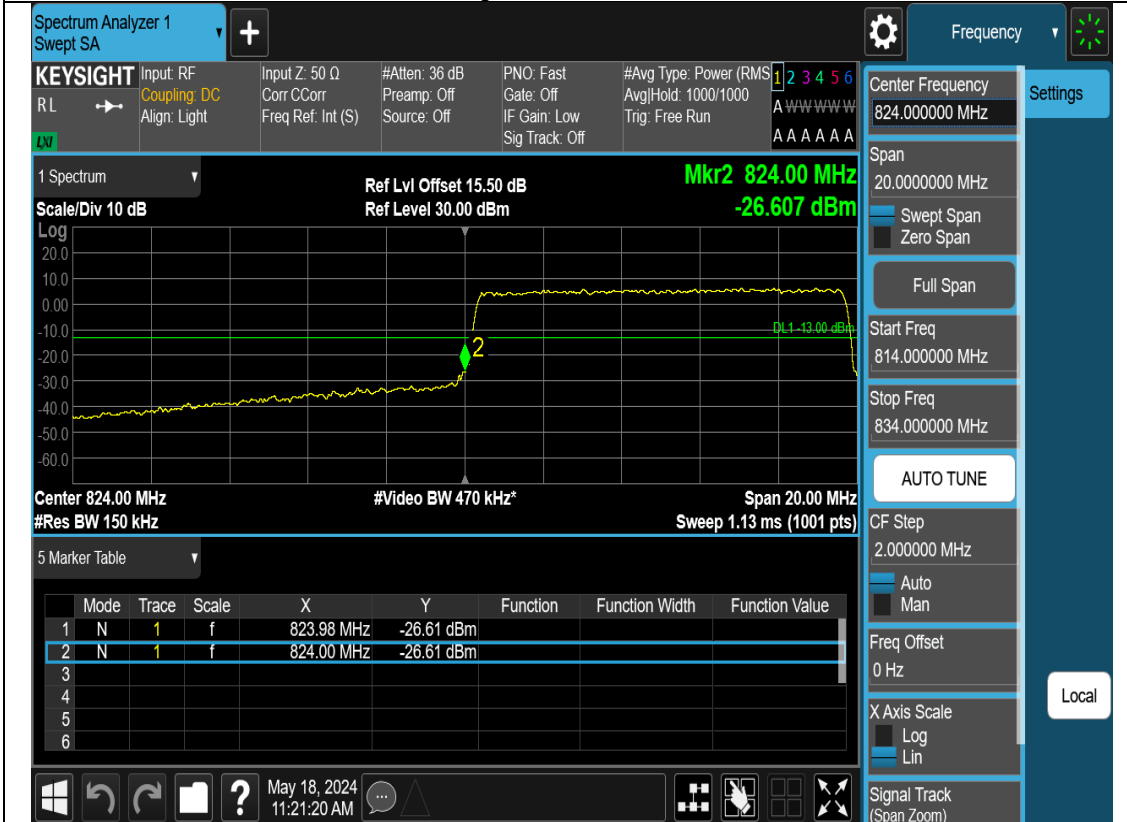 Spectrum Analyzer 1
Swept SA
+
Frequency
KEYSIGHT
RL
LXI
Input: RF
Coupling: DC
Align: Light
Input Z: 50 Ω
Corr CCorr
Freq Ref: Int (S)
#Atten: 36 dB
Preamp: Off
Source: Off
PNO: Fast
Gate: Off
IF Gain: Low
Sig Track: Off
#Avg Type: Power (RMS
Avg|Hold: 1000/1000
Trig: Free Run
1 2 3 4 5 6
A W W W W W
A A A A A A
1 Spectrum
Scale/Div 10 dB
Ref Lvl Offset 15.50 dB
Ref Level 30.00 dBm
Mkr2 824.00 MHz
-26.607 dBm
Log
20.0
10.0
0.00
-10.0
-20.0
-30.0
-40.0
-50.0
-60.0
DL1 -13.00 dBm
2
Center 824.00 MHz
#Video BW 470 kHz*
Span 20.00 MHz
#Res BW 150 kHz
Sweep 1.13 ms (1001 pts)
5 Marker Table
Mode Trace Scale X Y Function Function Width Function Value
1 N 1 f 823.98 MHz -26.61 dBm
2 N 1 f 824.00 MHz -26.61 dBm
3
4
5
6
?
May 18, 2024
11:21:20 AM
Center Frequency
824.000000 MHz
Span
20.0000000 MHz
Swept Span
Zero Span
Full Span
Start Freq
814.000000 MHz
Stop Freq
834.000000 MHz
AUTO TUNE
CF Step
2.000000 MHz
Auto
Man
Freq Offset
0 Hz
X Axis Scale
Log
Lin
Signal Track
(Span Zoom)
Settings
Local